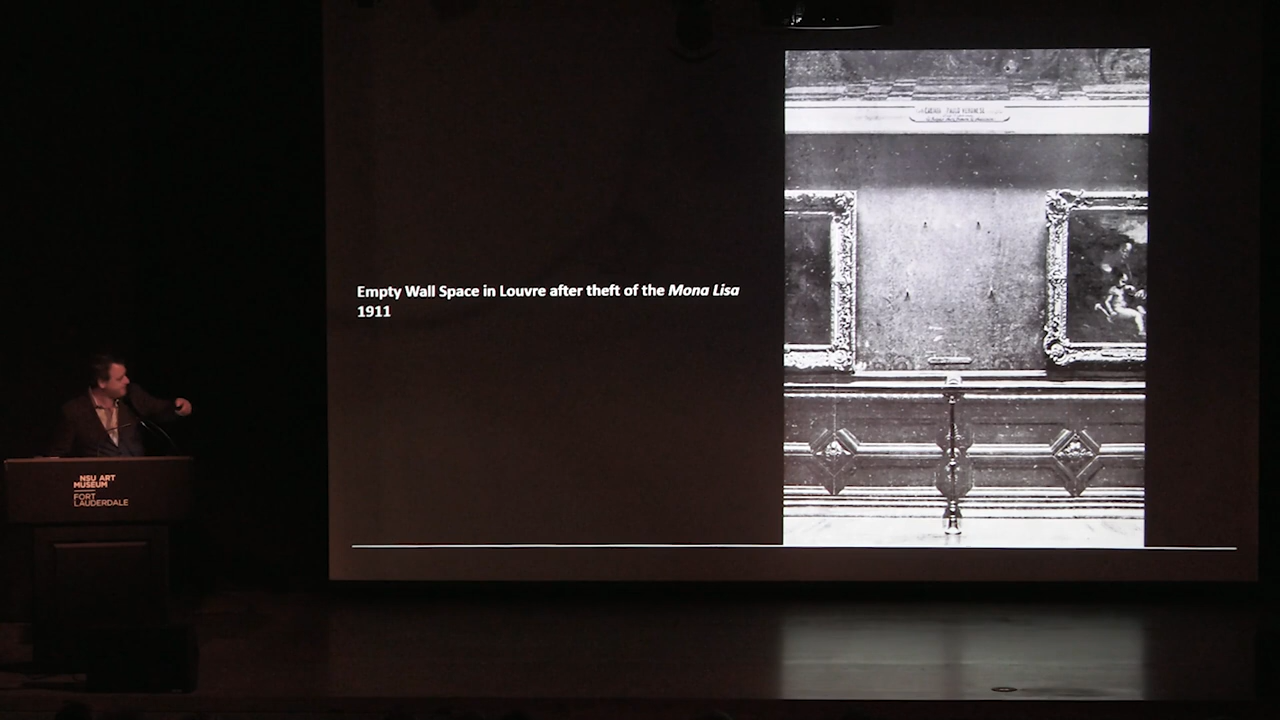 Empty Wall Space in Louvre after theft of the Mona Lisa
1911
NSU ART
MUSEUM
FORT
LAUDERDALE